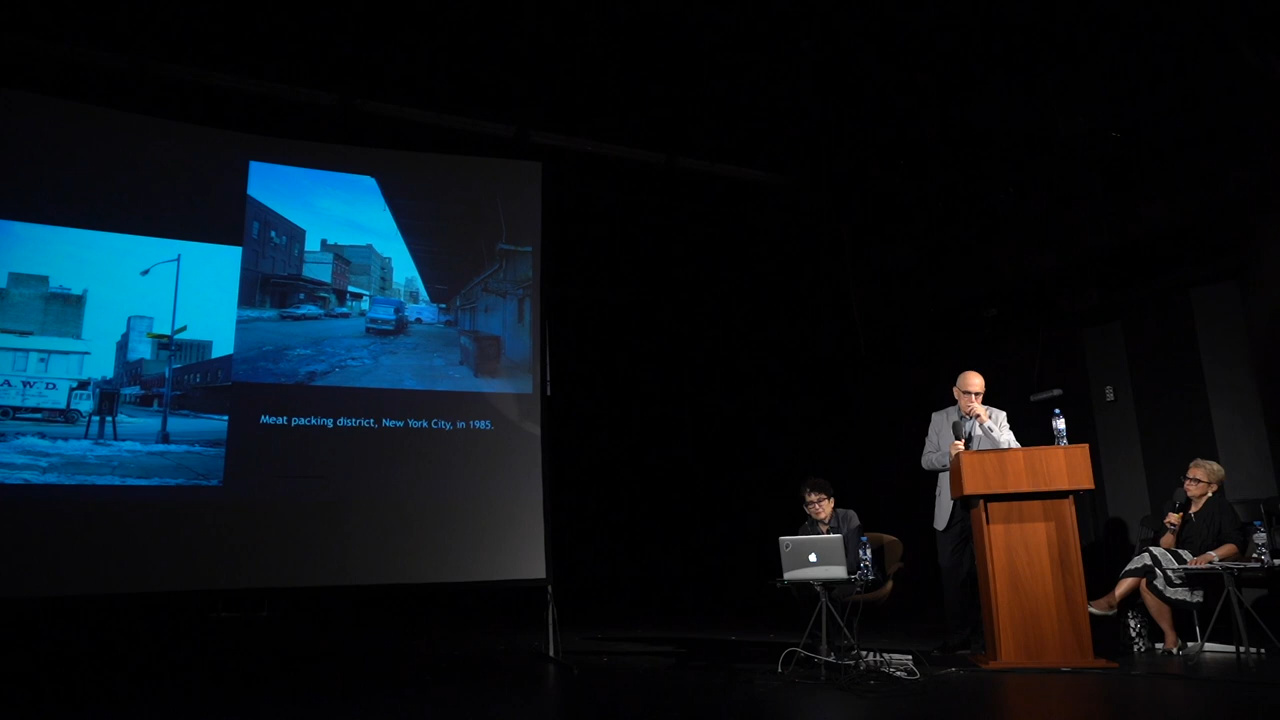 A.W.D.
Meat packing district, New York City, in 1985.